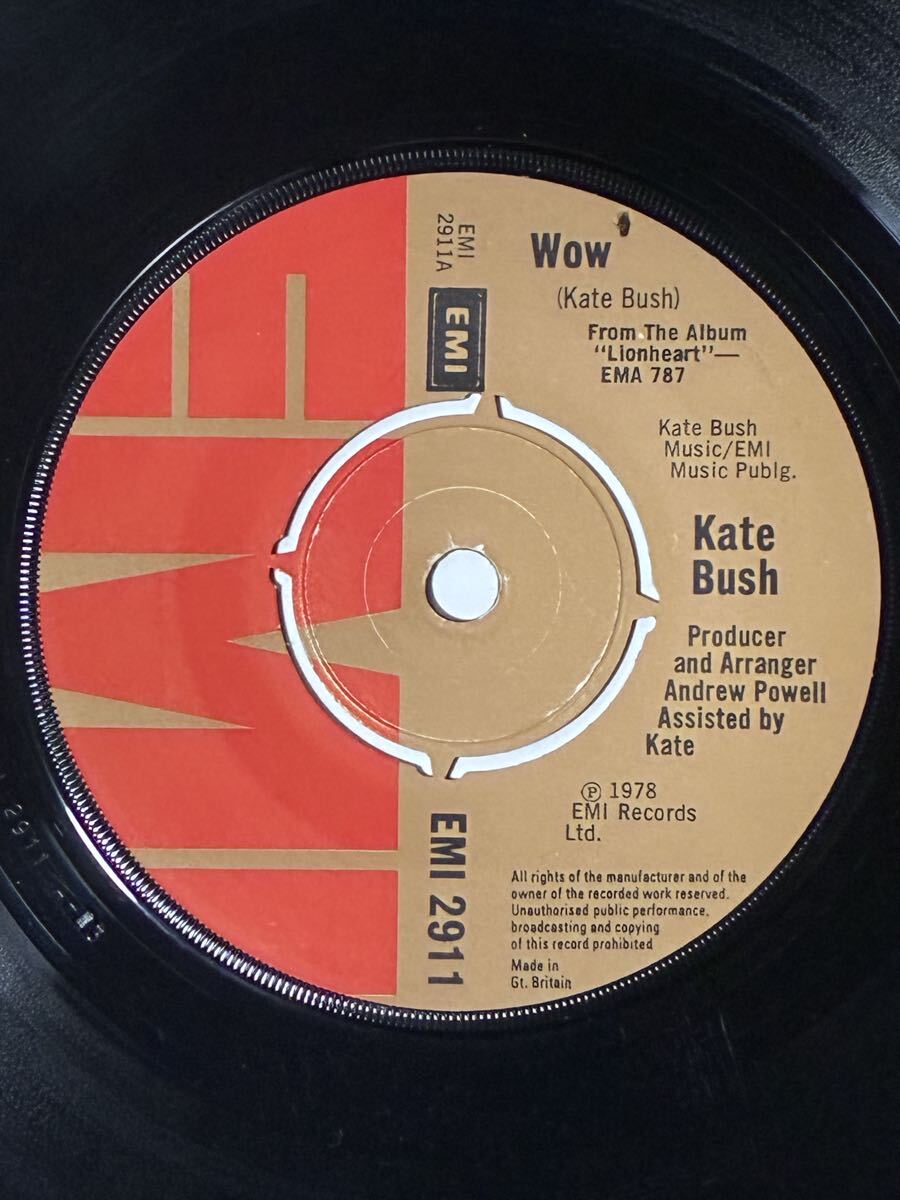 EMI
EMI
2911A
EMI
Wow
(Kate Bush)
From The Album
"Lionheart"—
EMA 787
Kate Bush
Music/EMI
Music Publg.
Kate
Bush
Producer
and Arranger
Andrew Powell
Assisted by
Kate
Ⓟ 1978
EMI Records
Ltd.
EMI 2911
All rights of the manufacturer and of the
owner of the recorded work reserved.
Unauthorised public performance,
broadcasting and copying
of this record prohibited
Made in
Gt. Britain
2911